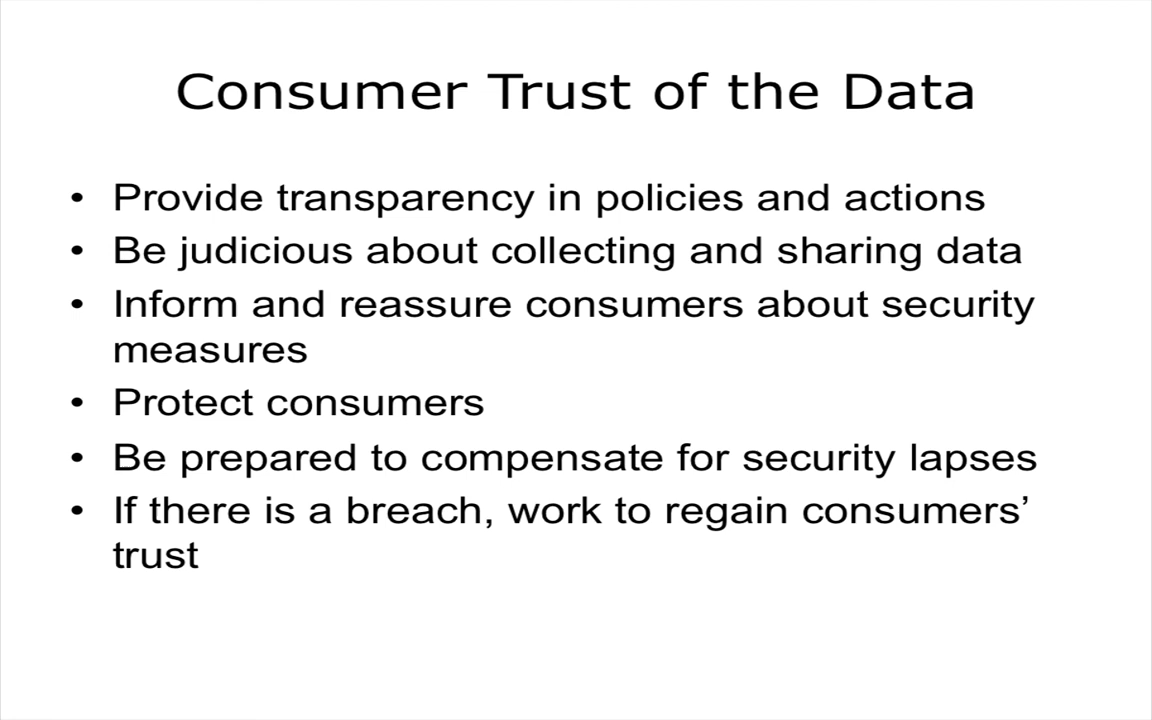 Consumer Trust of the Data
• Provide transparency in policies and actions
• Be judicious about collecting and sharing data
• Inform and reassure consumers about security
measures
• Protect consumers
• Be prepared to compensate for security lapses
• If there is a breach, work to regain consumers’
trust